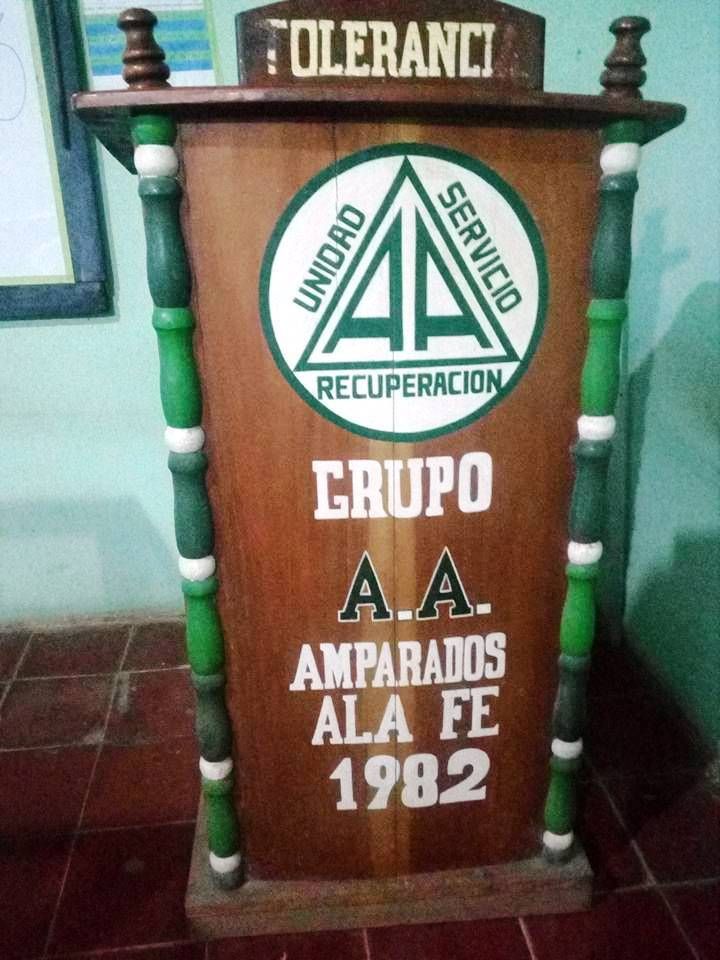 TOLERANCI
UNIDAD
SERVICIO
AA
RECUPERACION
GRUPO
A.A.
AMPARADOS
ALA FE
1982